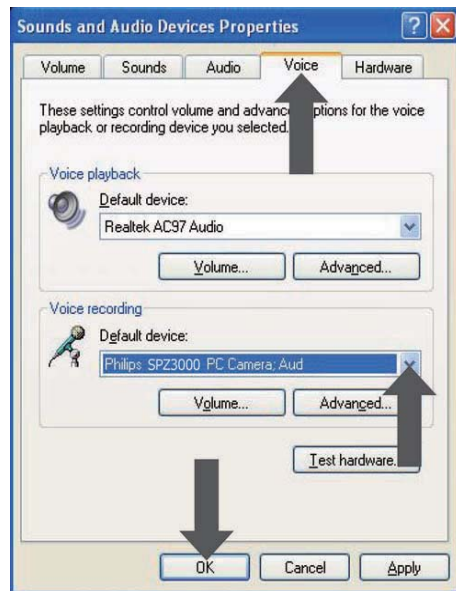 Sounds and Audio Devices Properties
Volume Sounds Audio Voice Hardware
These settings control volume and advanc ptions for the voice
playback or recording device you selected.
Voice playback
Default device:
Realtek AC97 Audio
Volume... Advanced...
Voice recording
Default device:
Philips SPZ3000 PC Camera; Aud
Volume... Advanced...
Test hardware...
OK Cancel Apply